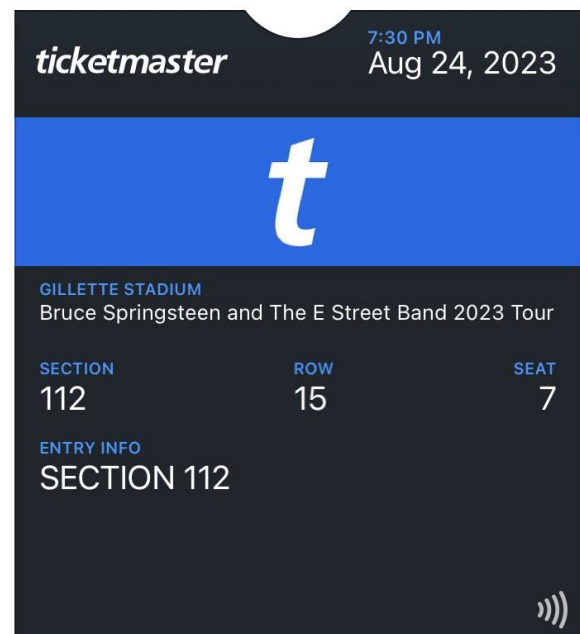 ticketmaster
7:30 PM
Aug 24, 2023
t
GILLETTE STADIUM
Bruce Springsteen and The E Street Band 2023 Tour
SECTION ROW SEAT
112 15 7
ENTRY INFO
SECTION 112